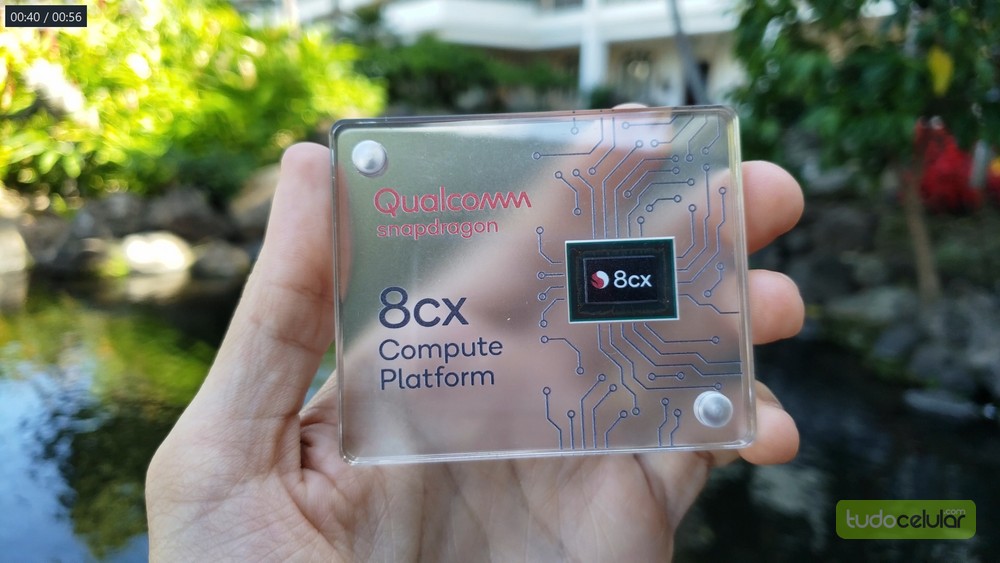 00:40 / 00:56
Qualcomm
snapdragon
8cx
Compute
Platform
8cx
tudocelular.com